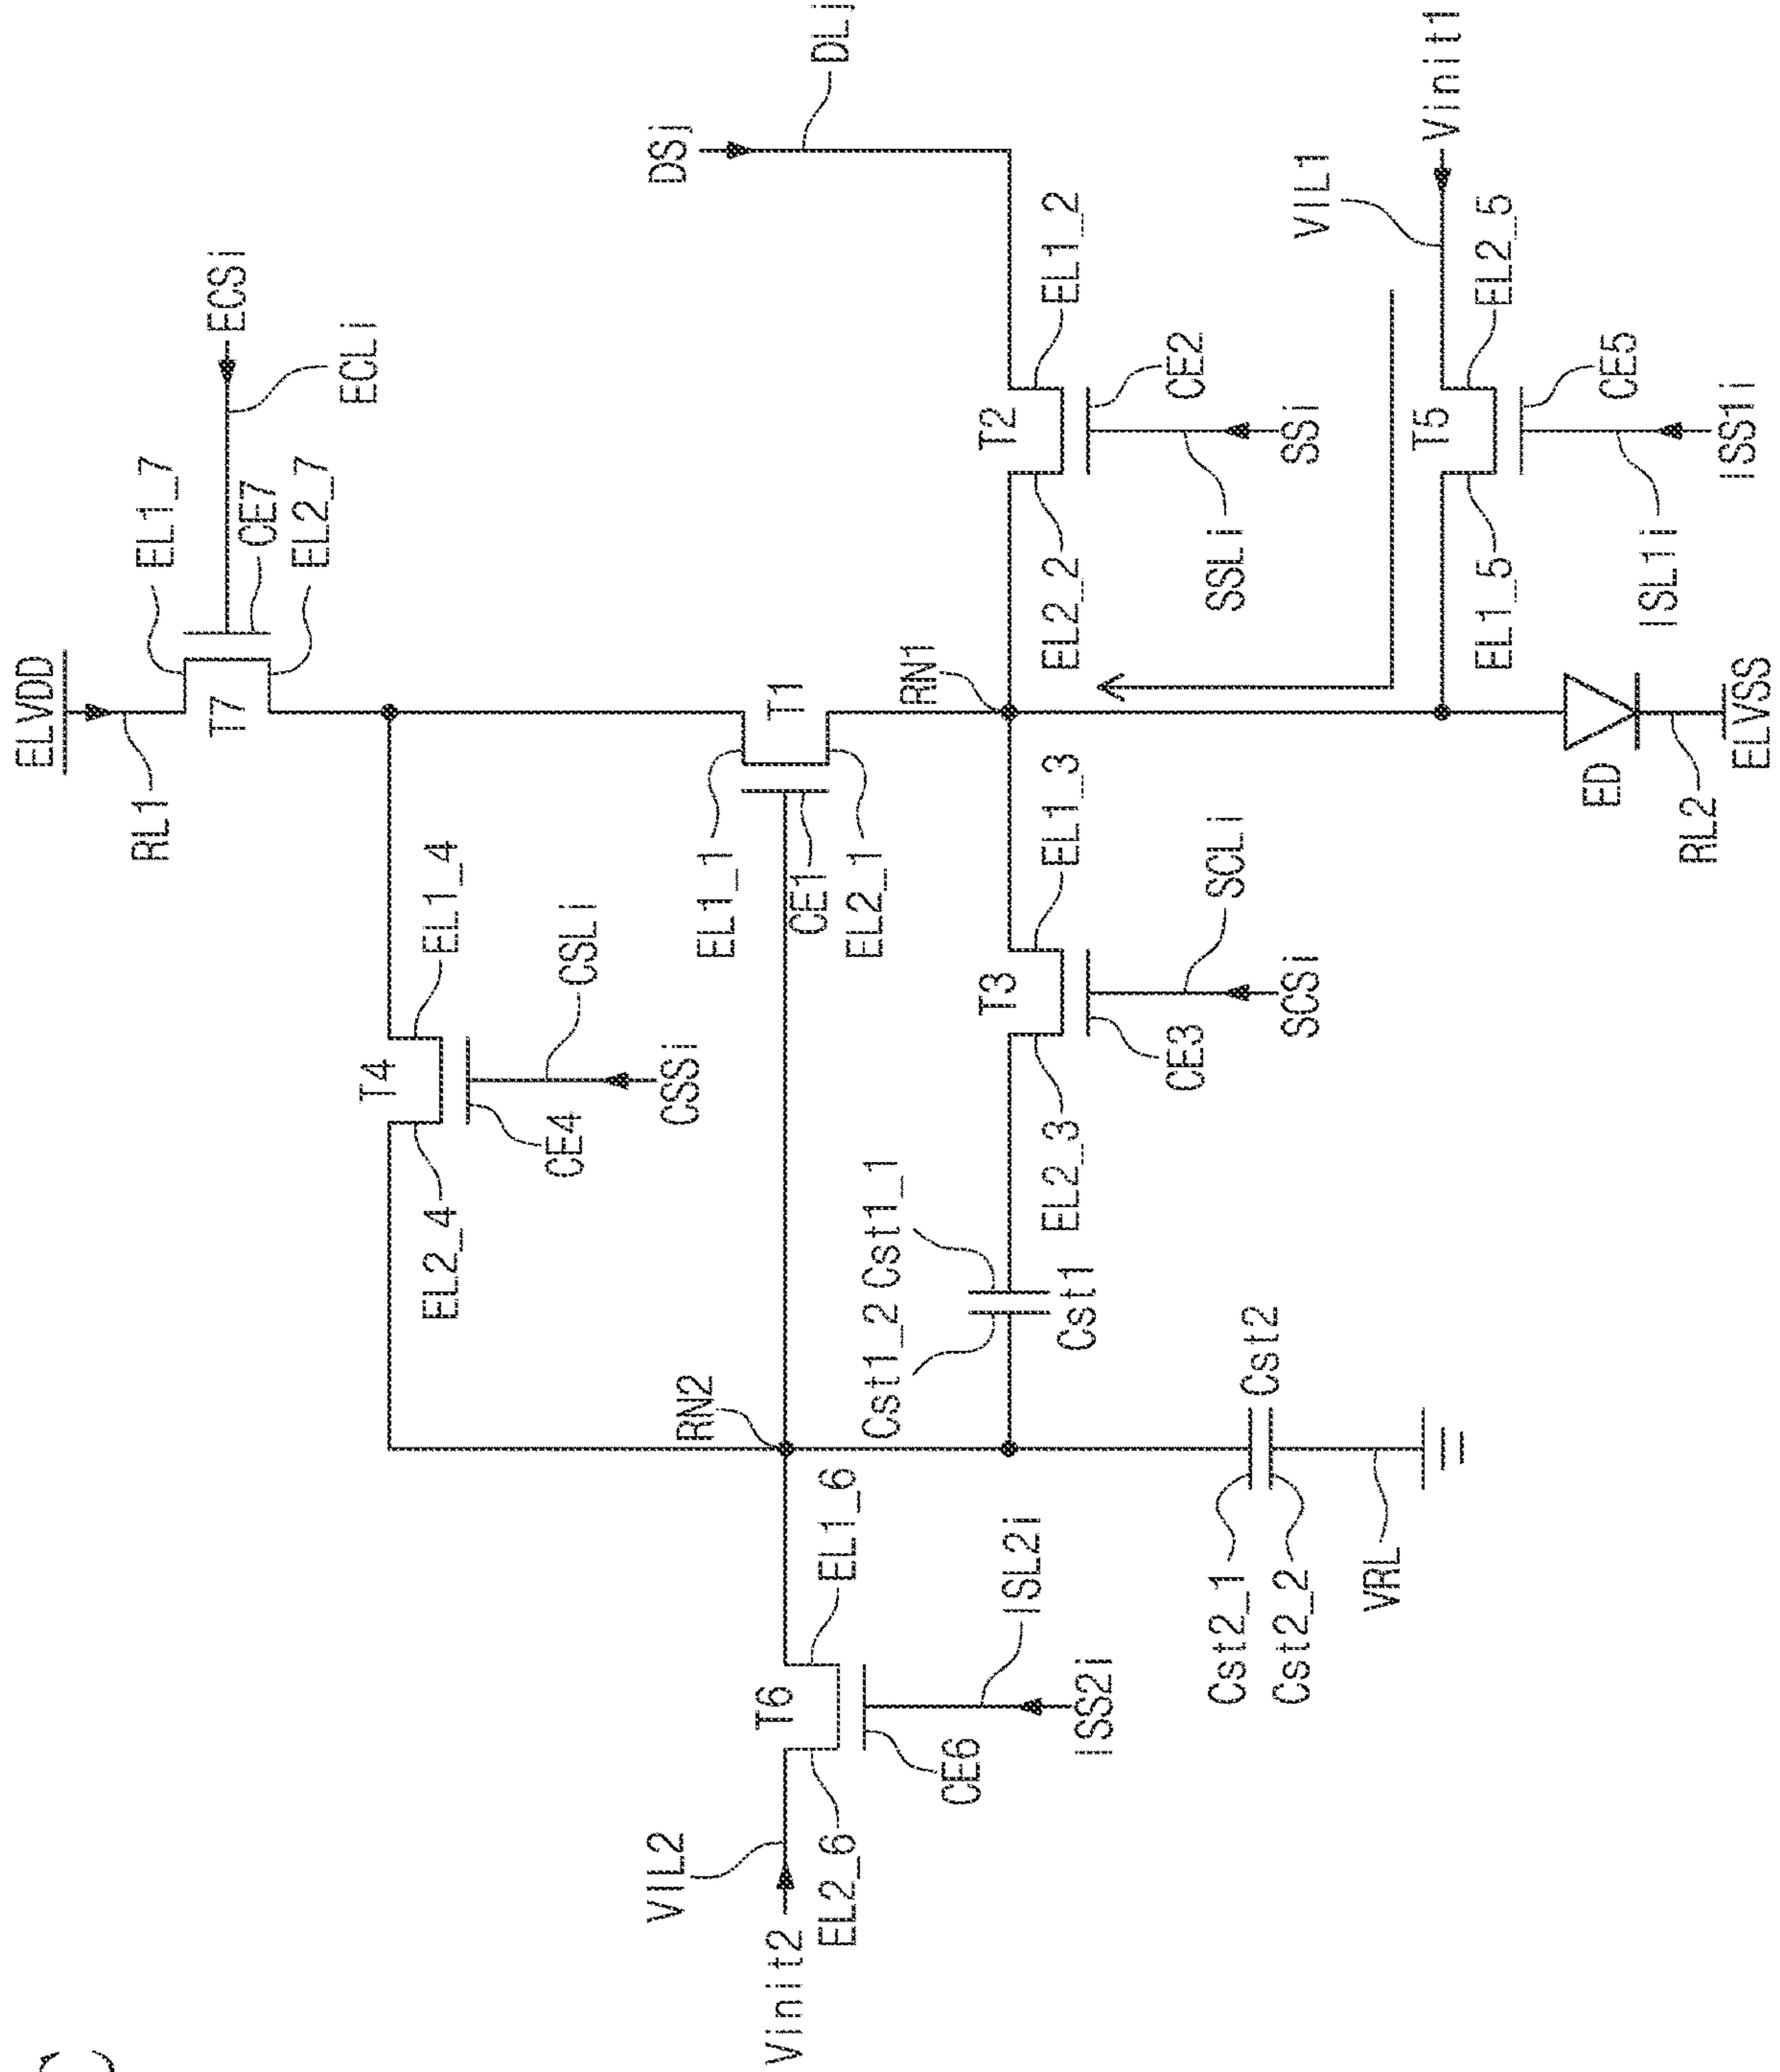 ELVDD
RL1
T7
EL1_7
CE7
EL2_7
ECSi
ECLi
DSj
T4
EL1_4
EL2_4
CE4
CSLi
CSSi
T1
EL1_1
CE1
EL2_1
RN2
RN1
T6
EL1_6
EL2_6
CE6
ISL2i
ISS2i
VIL2
Vinit2
Cst1_2 Cst1_1
Cst1
T3
EL1_3
EL2_3
CE3
SCLi
SCSi
T2
EL1_2
EL2_2
CE2
SSLi
SSi
Cst2
Cst2_1
Cst2_2
VRL
VIL1
Vinit1
T5
EL2_5
EL1_5
CE5
ISL1i
ISS1i
ED
RL2
ELVSS